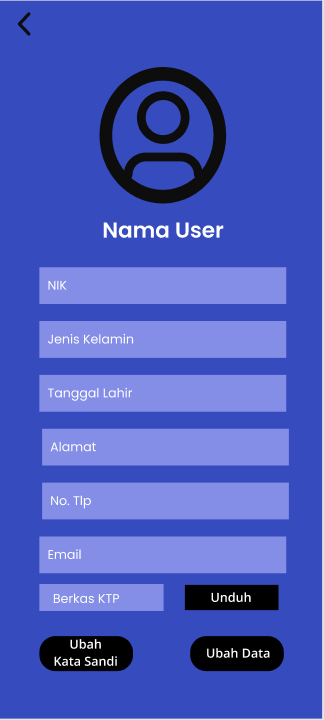 Nama User
NIK
Jenis Kelamin
Tanggal Lahir
Alamat
No. Tlp
Email
Berkas KTP
Unduh
Ubah
Kata Sandi
Ubah Data